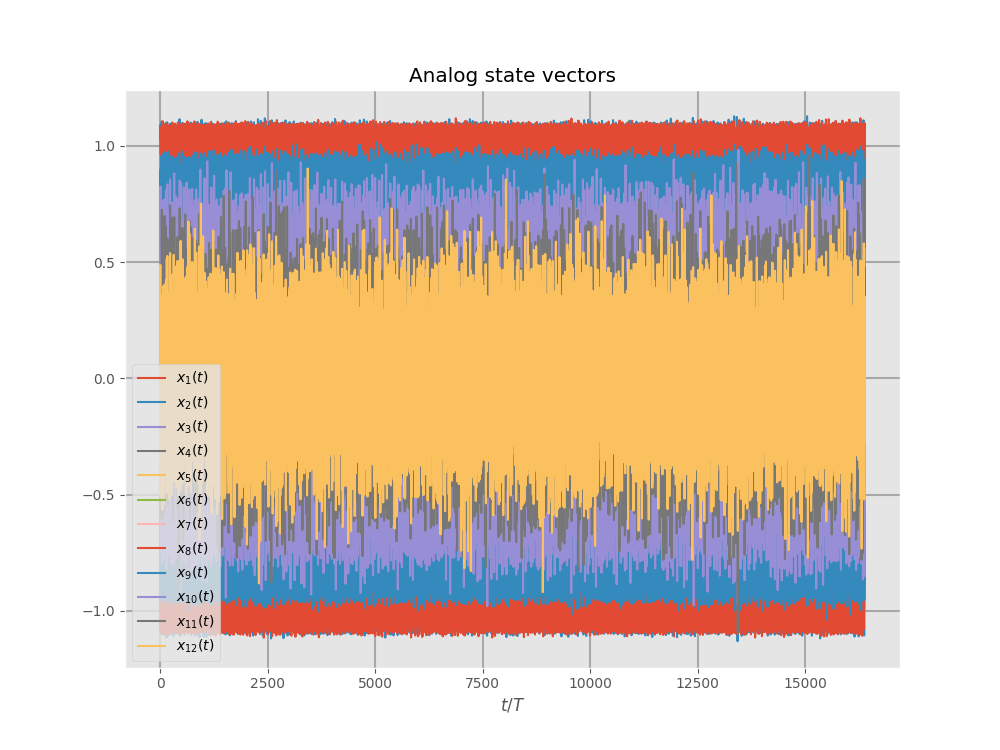 Analog state vectors
1.0
0.5
0.0
−0.5
−1.0
x₁(t)
x₂(t)
x₃(t)
x₄(t)
x₅(t)
x₆(t)
x₇(t)
x₈(t)
x₉(t)
x₁₀(t)
x₁₁(t)
x₁₂(t)
0 2500 5000 7500 10000 12500 15000
t/T